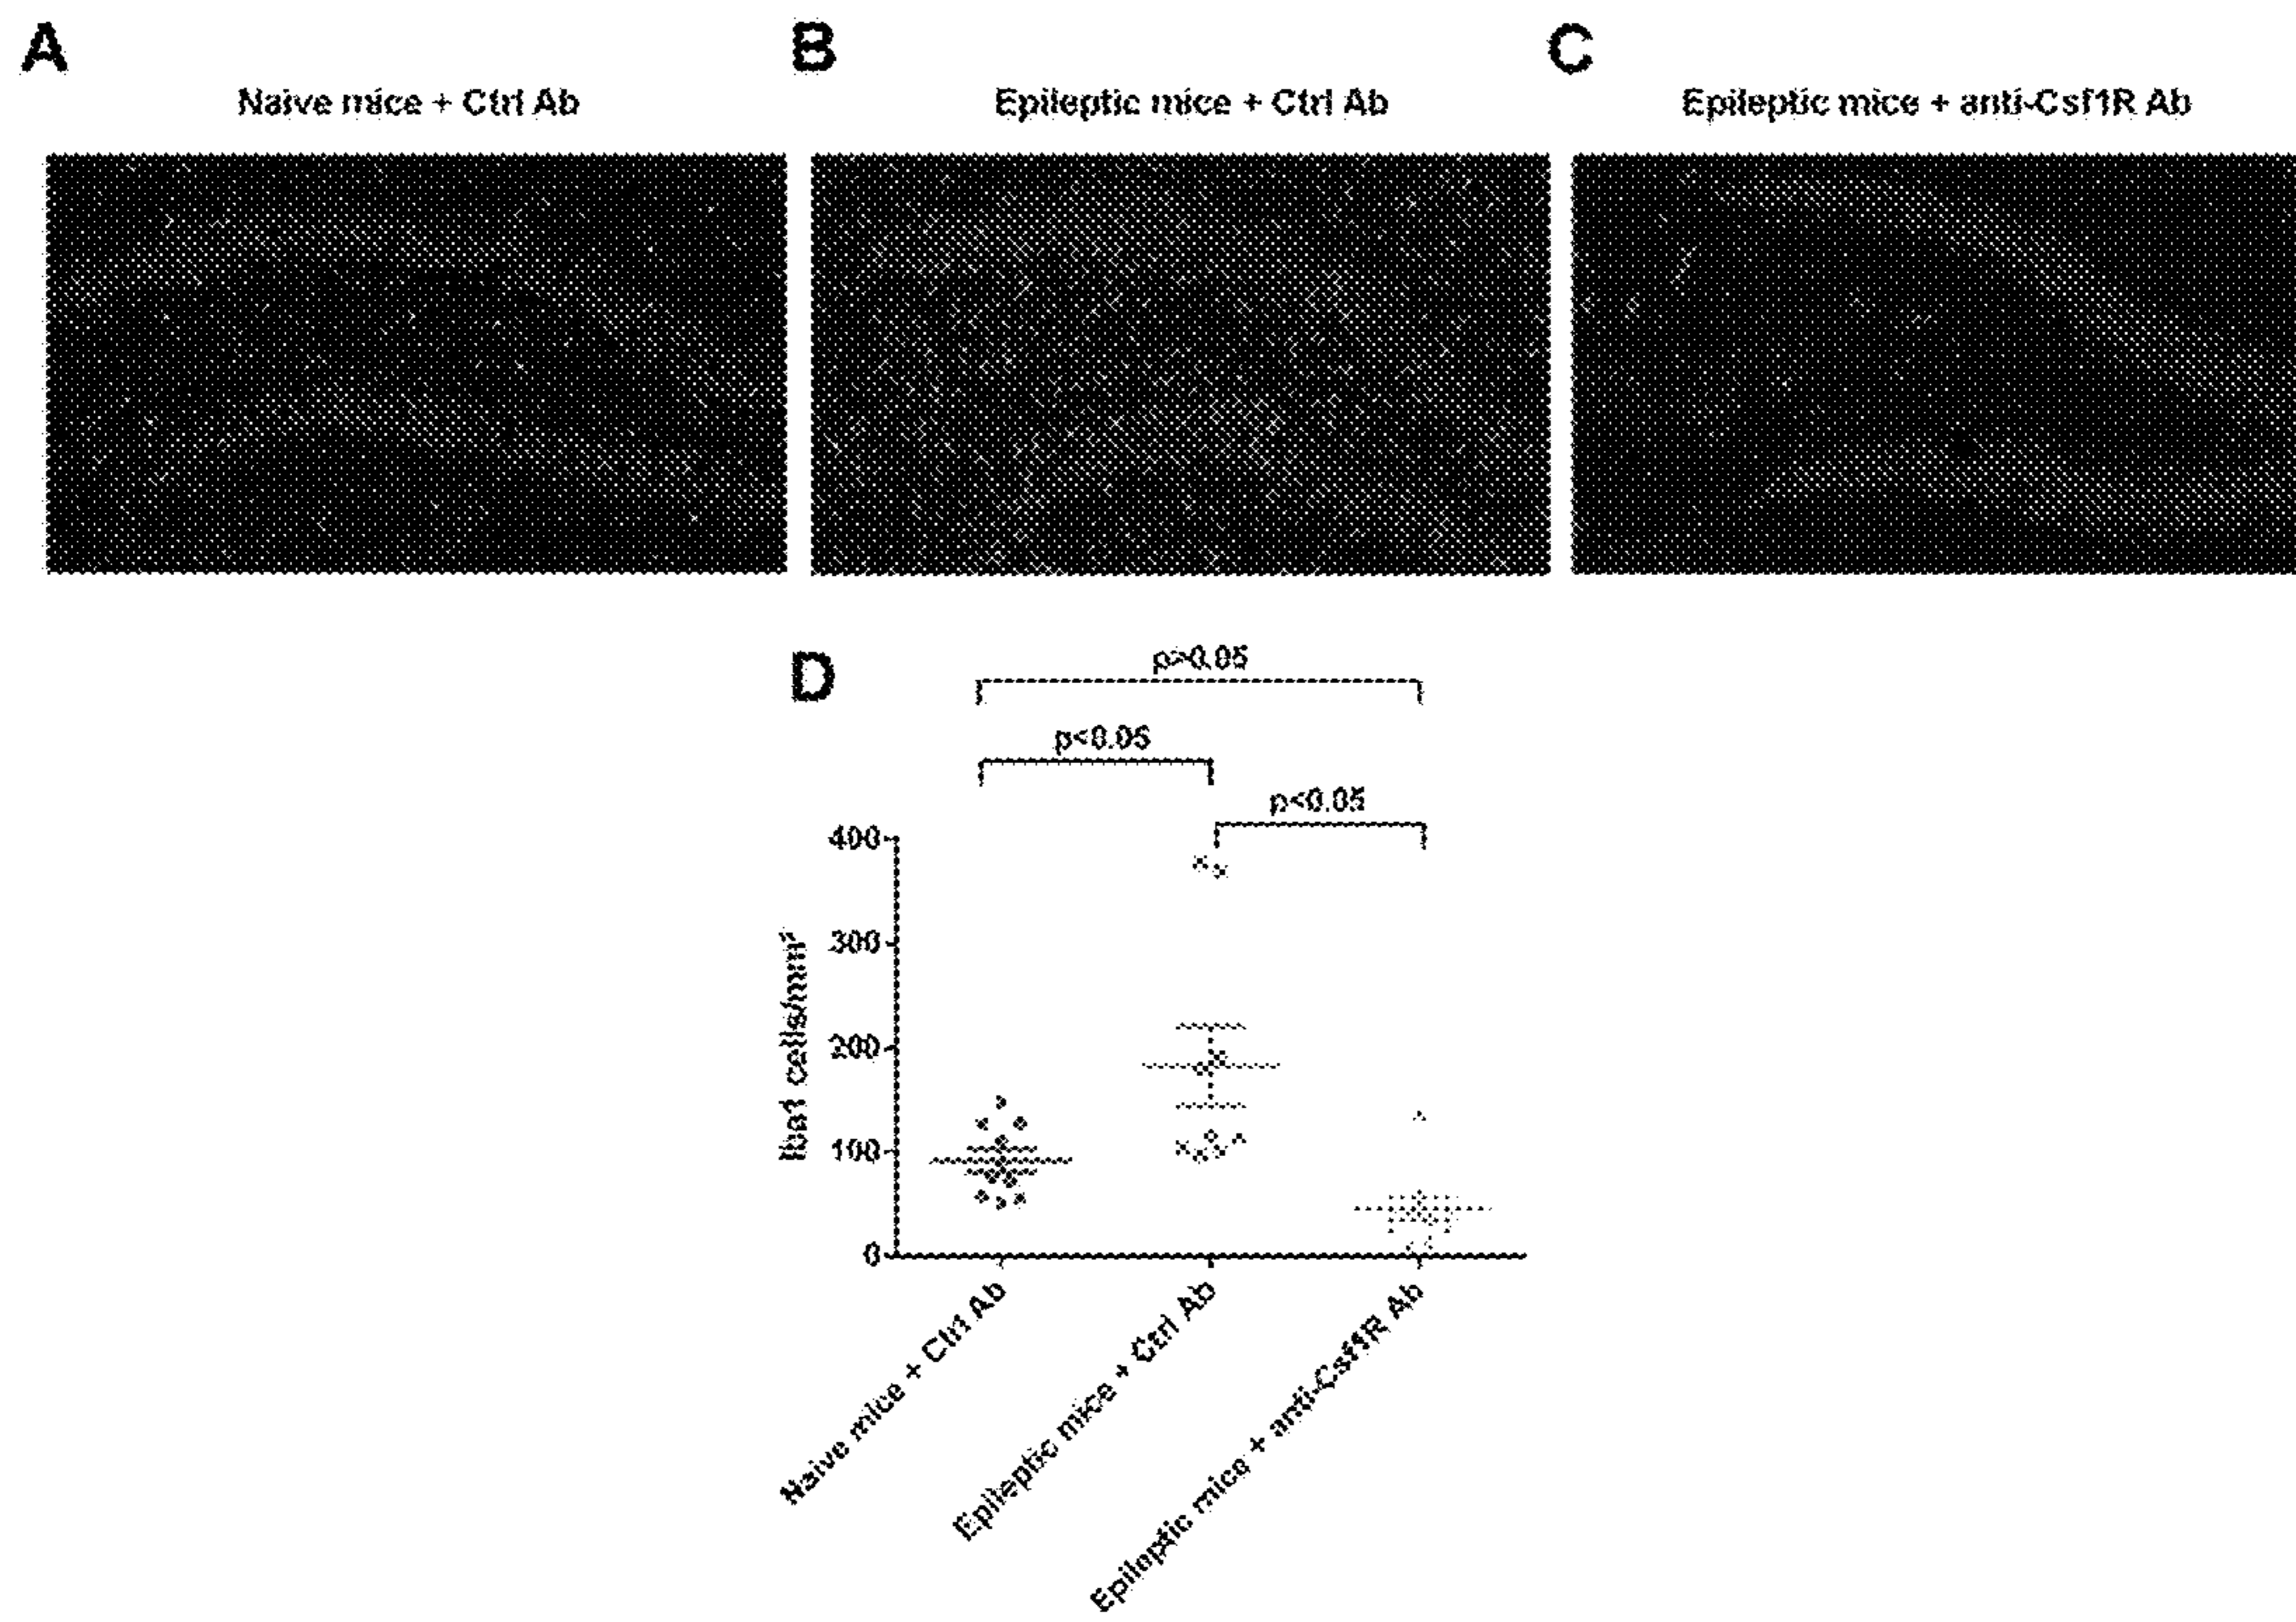 A
B
C
Naive mice + Ctrl Ab
Epileptic mice + Ctrl Ab
Epileptic mice + anti-Csf1R Ab
D
p>0.05
p<0.05
p<0.05
400
300
200
100
0
Iba1 cells/mm²
Naive mice + Ctrl Ab
Epileptic mice + Ctrl Ab
Epileptic mice + anti-Csf1R Ab